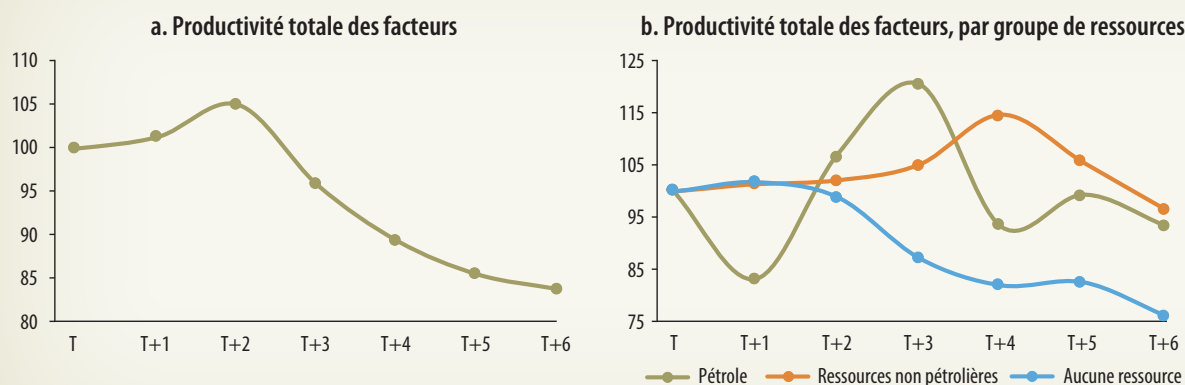 a. Productivité totale des facteurs
110
105
100
95
90
85
80
T T+1 T+2 T+3 T+4 T+5 T+6
b. Productivité totale des facteurs, par groupe de ressources
125
115
105
95
85
75
T T+1 T+2 T+3 T+4 T+5 T+6
Pétrole Ressources non pétrolières Aucune ressource